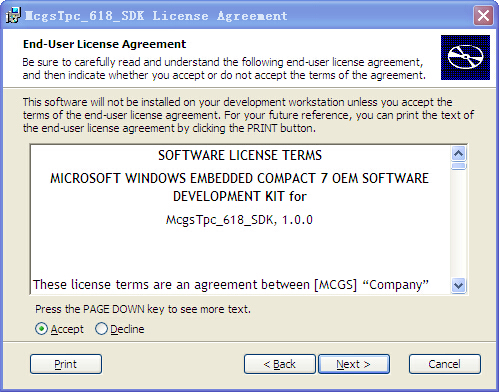 McgsTpc_618_SDK License Agreement
End-User License Agreement
Be sure to carefully read and understand the following end-user license agreement,
and then indicate whether you accept or do not accept the terms of the agreement.
This software will not be installed on your development workstation unless you accept the
terms of the end-user license agreement. For your future reference, you can print the text of
the end-user license agreement by clicking the PRINT button.
SOFTWARE LICENSE TERMS
MICROSOFT WINDOWS EMBEDDED COMPACT 7 OEM SOFTWARE
DEVELOPMENT KIT for
McgsTpc_618_SDK, 1.0.0
These license terms are an agreement between [MCGS] “Company”
Press the PAGE DOWN key to see more text.
Accept Decline
Print < Back Next > Cancel